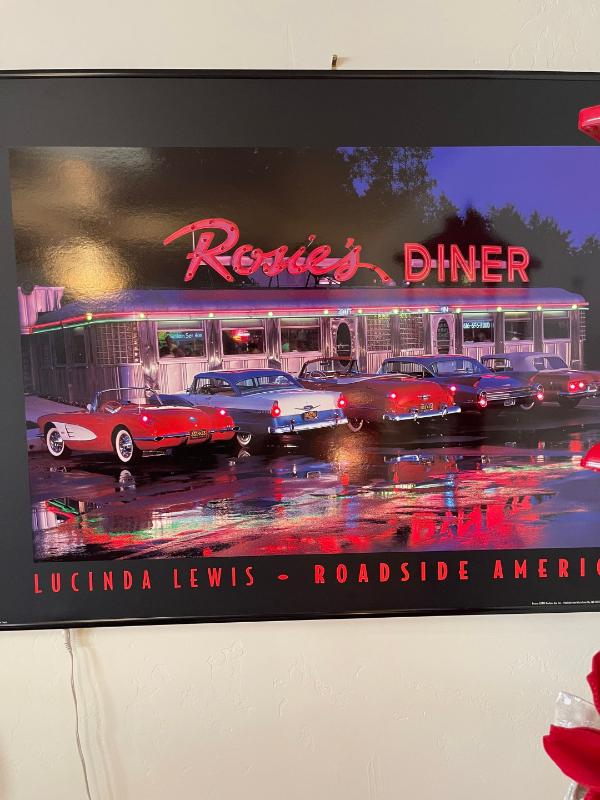 Rosie's DINER
LUCINDA LEWIS - ROADSIDE AMERIC